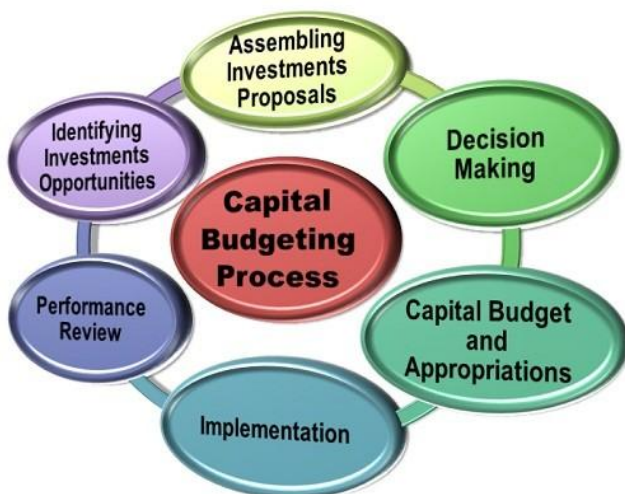 Assembling
Investments
Proposals
Identifying
Investments
Opportunities
Decision
Making
Capital
Budgeting
Process
Performance
Review
Capital Budget
and
Appropriations
Implementation